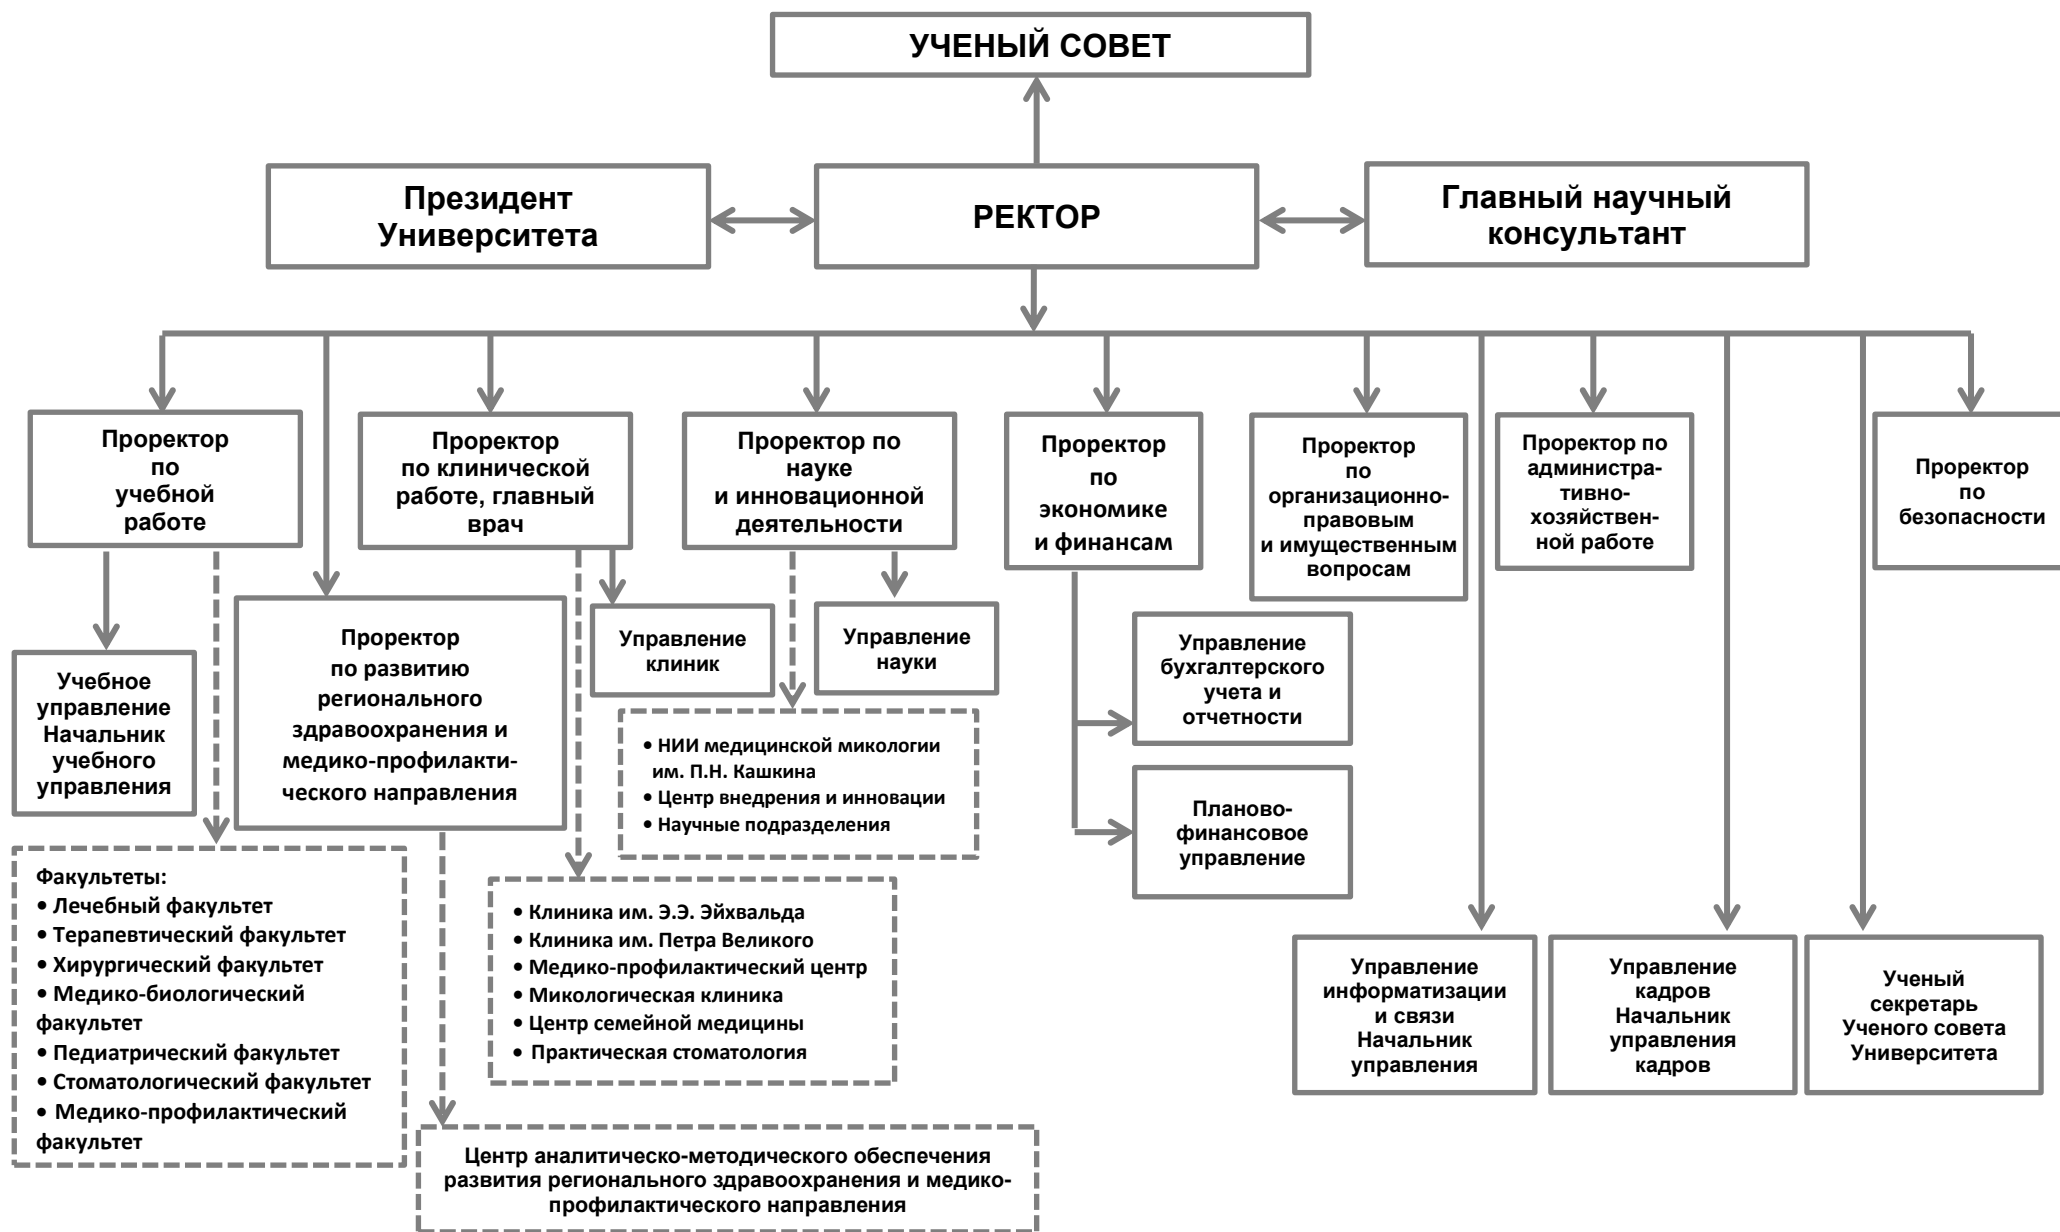 УЧЕНЫЙ СОВЕТ
Президент
Университета
РЕКТОР
Главный научный
консультант
Проректор
по
учебной
работе
Проректор
по клинической
работе, главный
врач
Проректор по
науке
и инновационной
деятельности
Проректор
по
экономике
и финансам
Проректор
по
организационно-
правовым
и имущественным
вопросам
Проректор по
администра-
тивно-
хозяйствен-
ной работе
Проректор
по
безопасности
Учебное
управление
Начальник
учебного
управления
Проректор
по развитию
регионального
здравоохранения и
медико-профилакти-
ческого направления
Управление
клиник
Управление
науки
Управление
бухгалтерского
учета и
отчетности
• НИИ медицинской микологии
им. П.Н. Кашкина
• Центр внедрения и инновации
• Научные подразделения
Планово-
финансовое
управление
Факультеты:
• Лечебный факультет
• Терапевтический факультет
• Хирургический факультет
• Медико-биологический
факультет
• Педиатрический факультет
• Стоматологический факультет
• Медико-профилактический
факультет
• Клиника им. Э.Э. Эйхвальда
• Клиника им. Петра Великого
• Медико-профилактический центр
• Микологическая клиника
• Центр семейной медицины
• Практическая стоматология
Управление
информатизации
и связи
Начальник
управления
Управление
кадров
Начальник
управления
кадров
Ученый
секретарь
Ученого совета
Университета
Центр аналитическо-методического обеспечения
развития регионального здравоохранения и медико-
профилактического направления